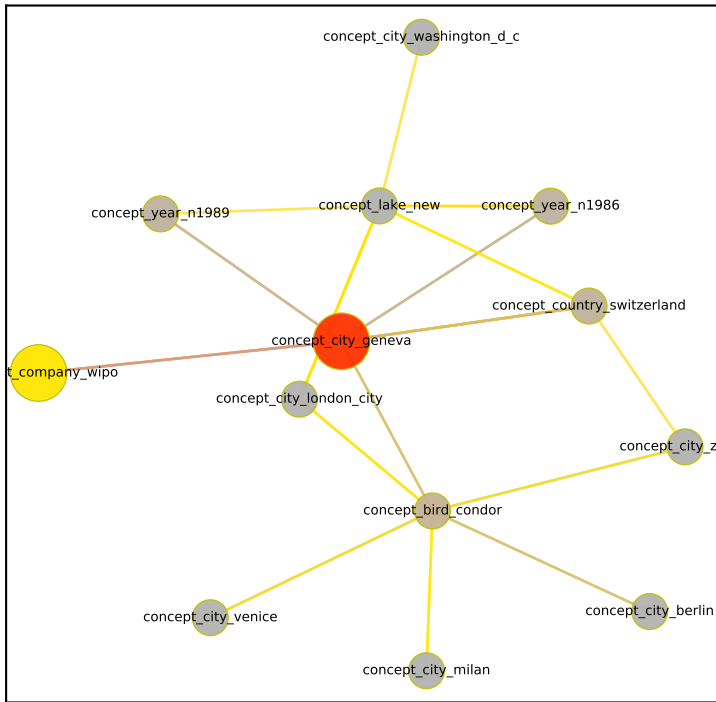 concept_city_washington_d_c
concept_year_n1989
concept_lake_new
concept_year_n1986
concept_country_switzerland
concept_city_geneva
t_company_wipo
concept_city_london_city
concept_city_z
concept_bird_condor
concept_city_venice
concept_city_berlin
concept_city_milan